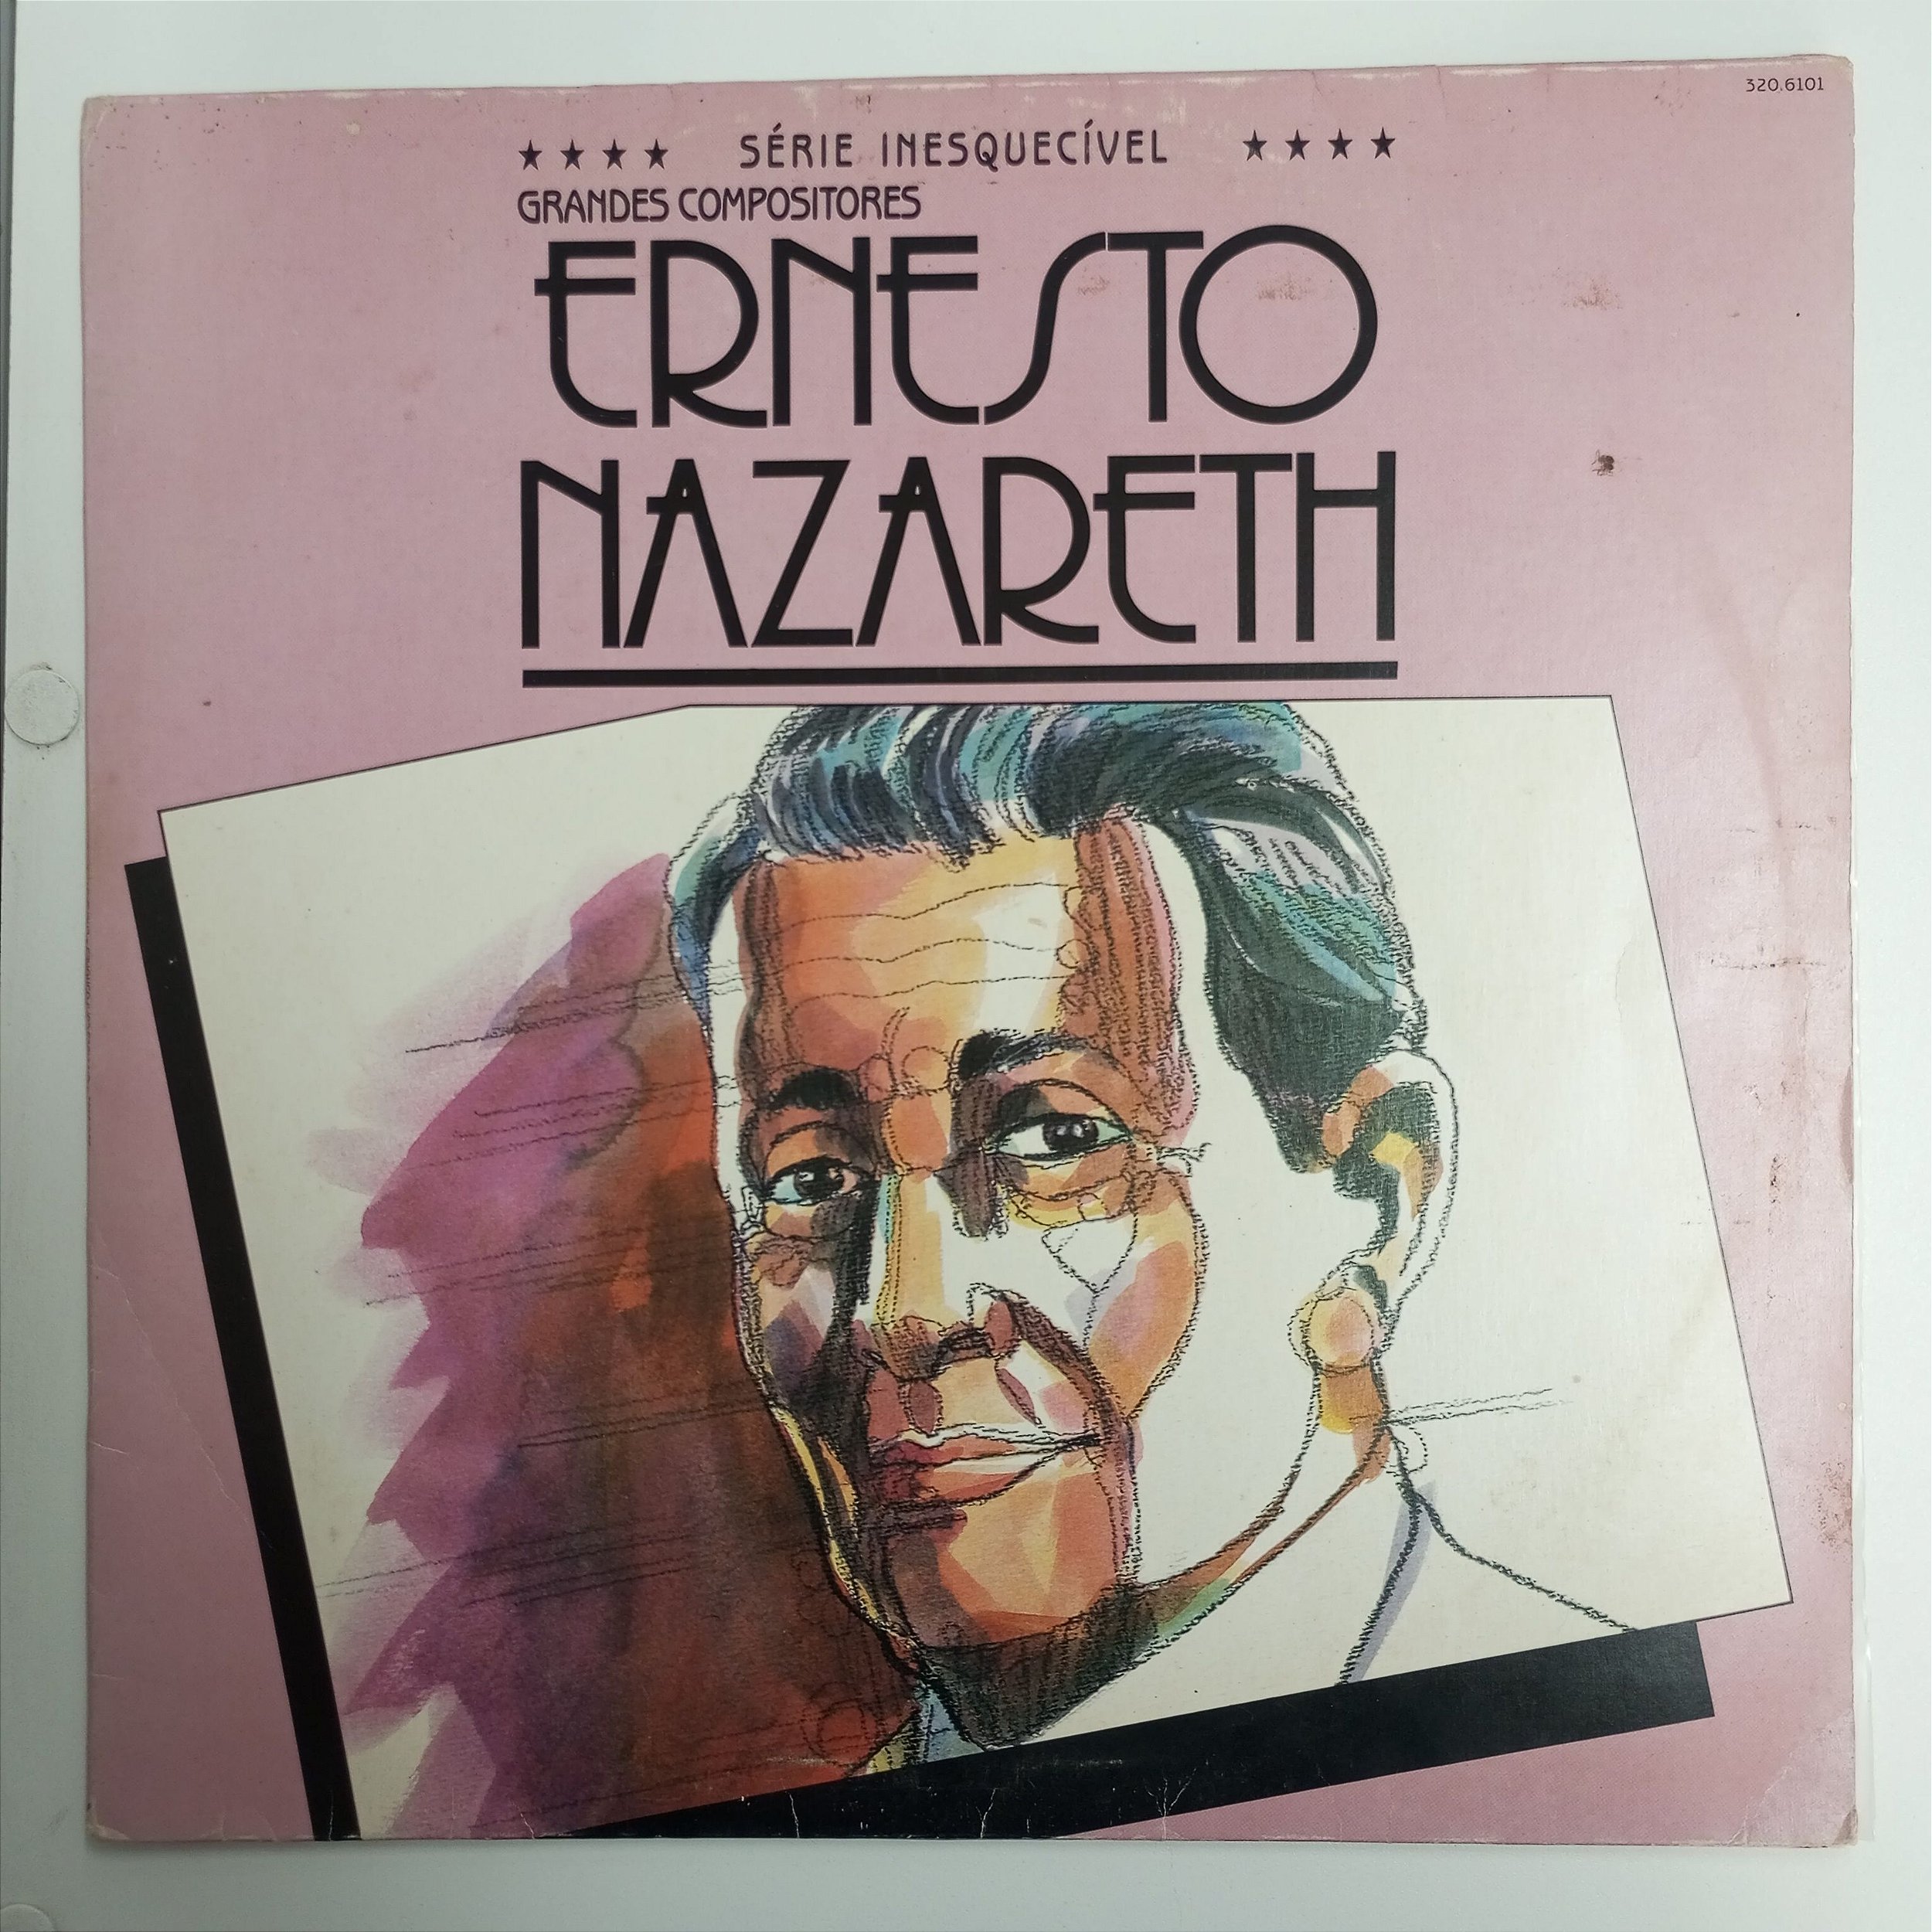 320.6101
★ ★ ★ ★ SÉRIE INESQUECÍVEL ★ ★ ★ ★
GRANDES COMPOSITORES
ERNESTO
NAZARETH